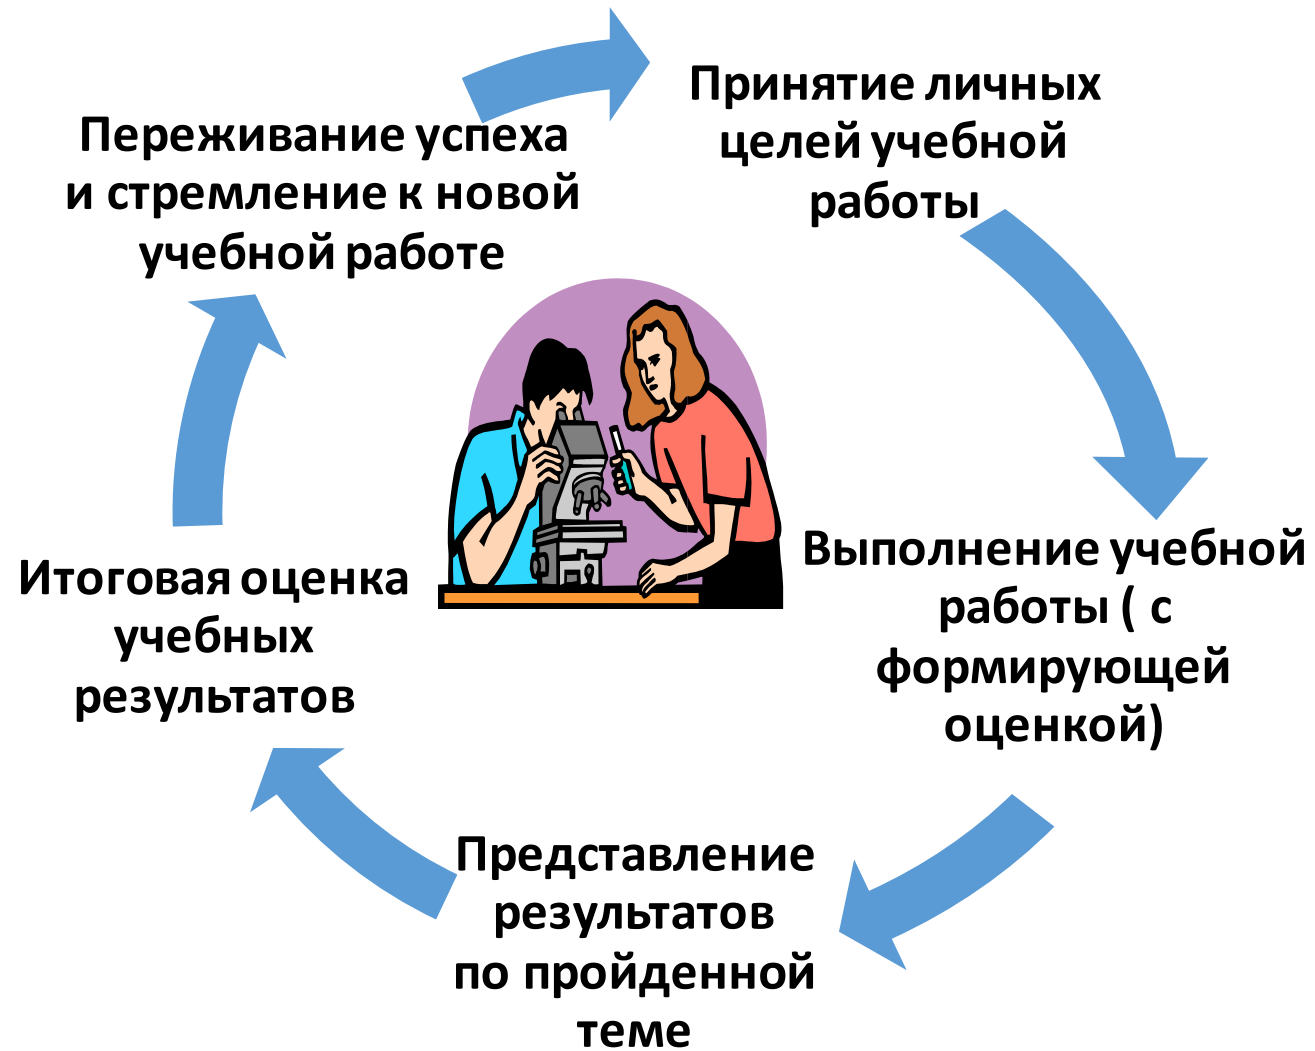 Принятие личных
целей учебной
работы
Выполнение учебной
работы ( с
формирующей
оценкой)
Представление
результатов
по пройденной
теме
Итоговая оценка
учебных
результатов
Переживание успеха
и стремление к новой
учебной работе